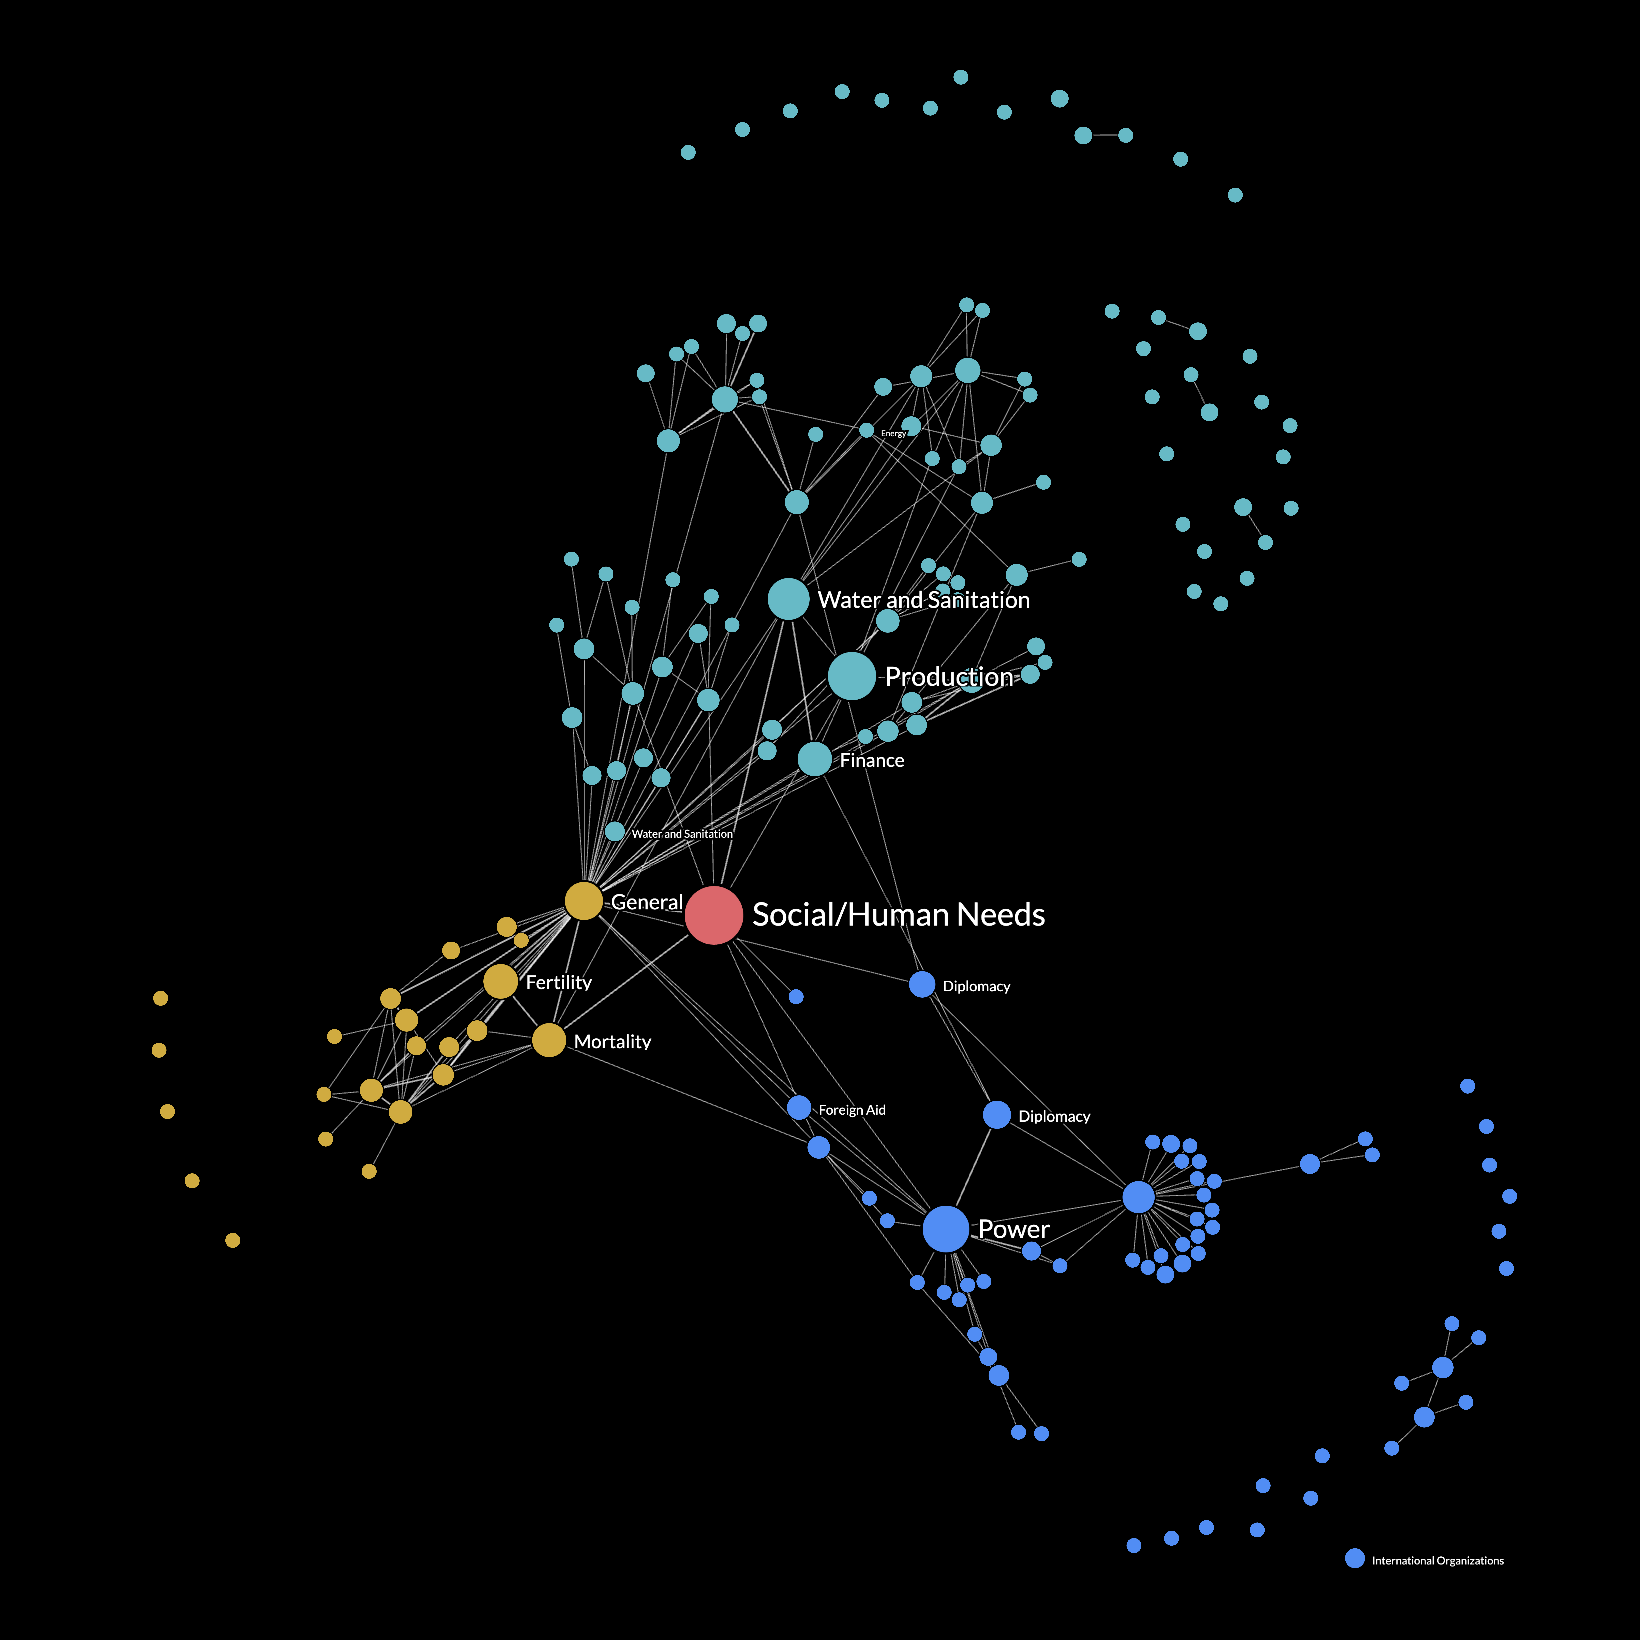 Energy
Water and Sanitation
Production
Finance
Water and Sanitation
General
Social/Human Needs
Fertility
Diplomacy
Mortality
Foreign Aid
Diplomacy
Power
International Organizations